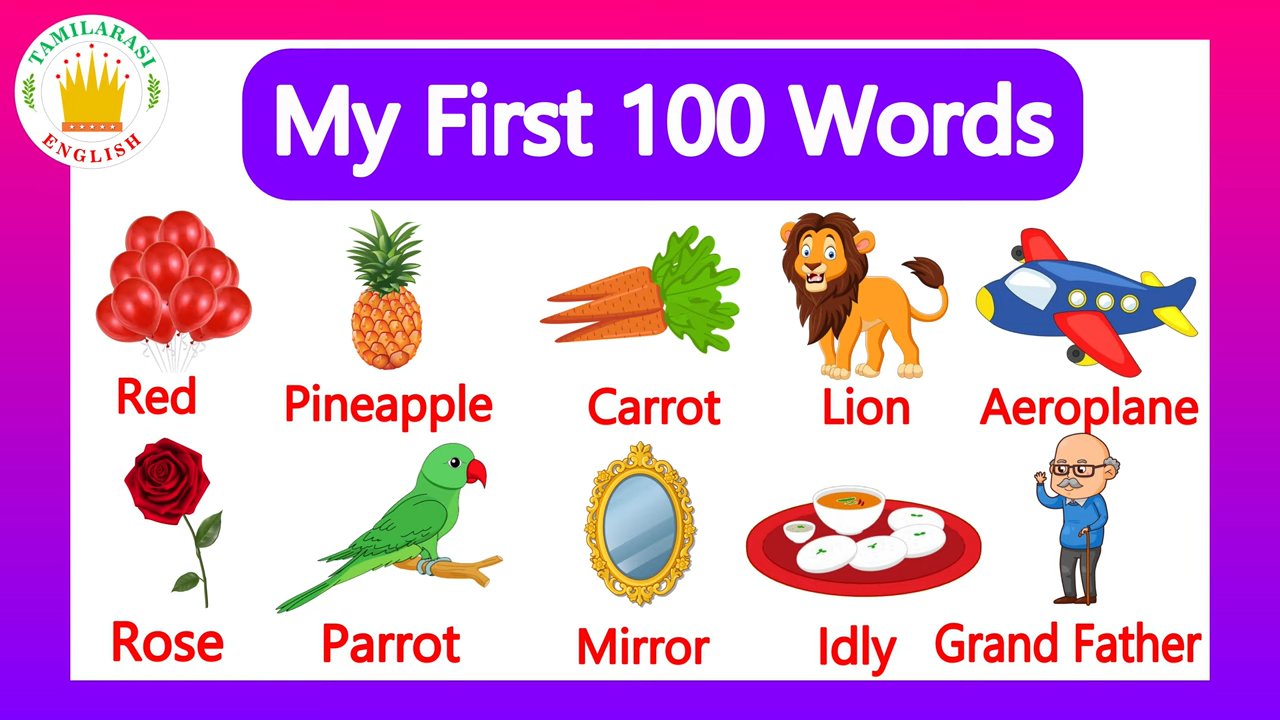 TAMILARASI
ENGLISH
My First 100 Words
Red Pineapple Carrot Lion Aeroplane
Rose Parrot Mirror Idly Grand Father